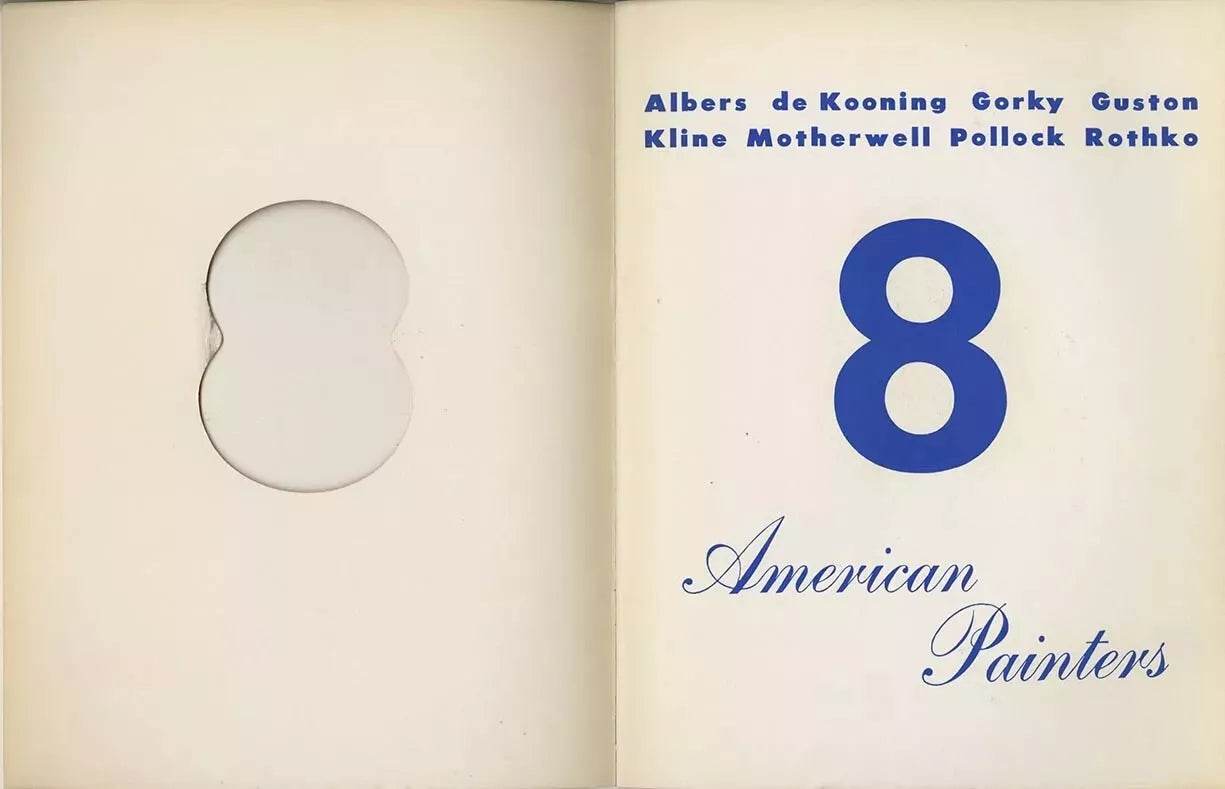 Albers de Kooning Gorky Guston
Kline Motherwell Pollock Rothko
8
American
Painters